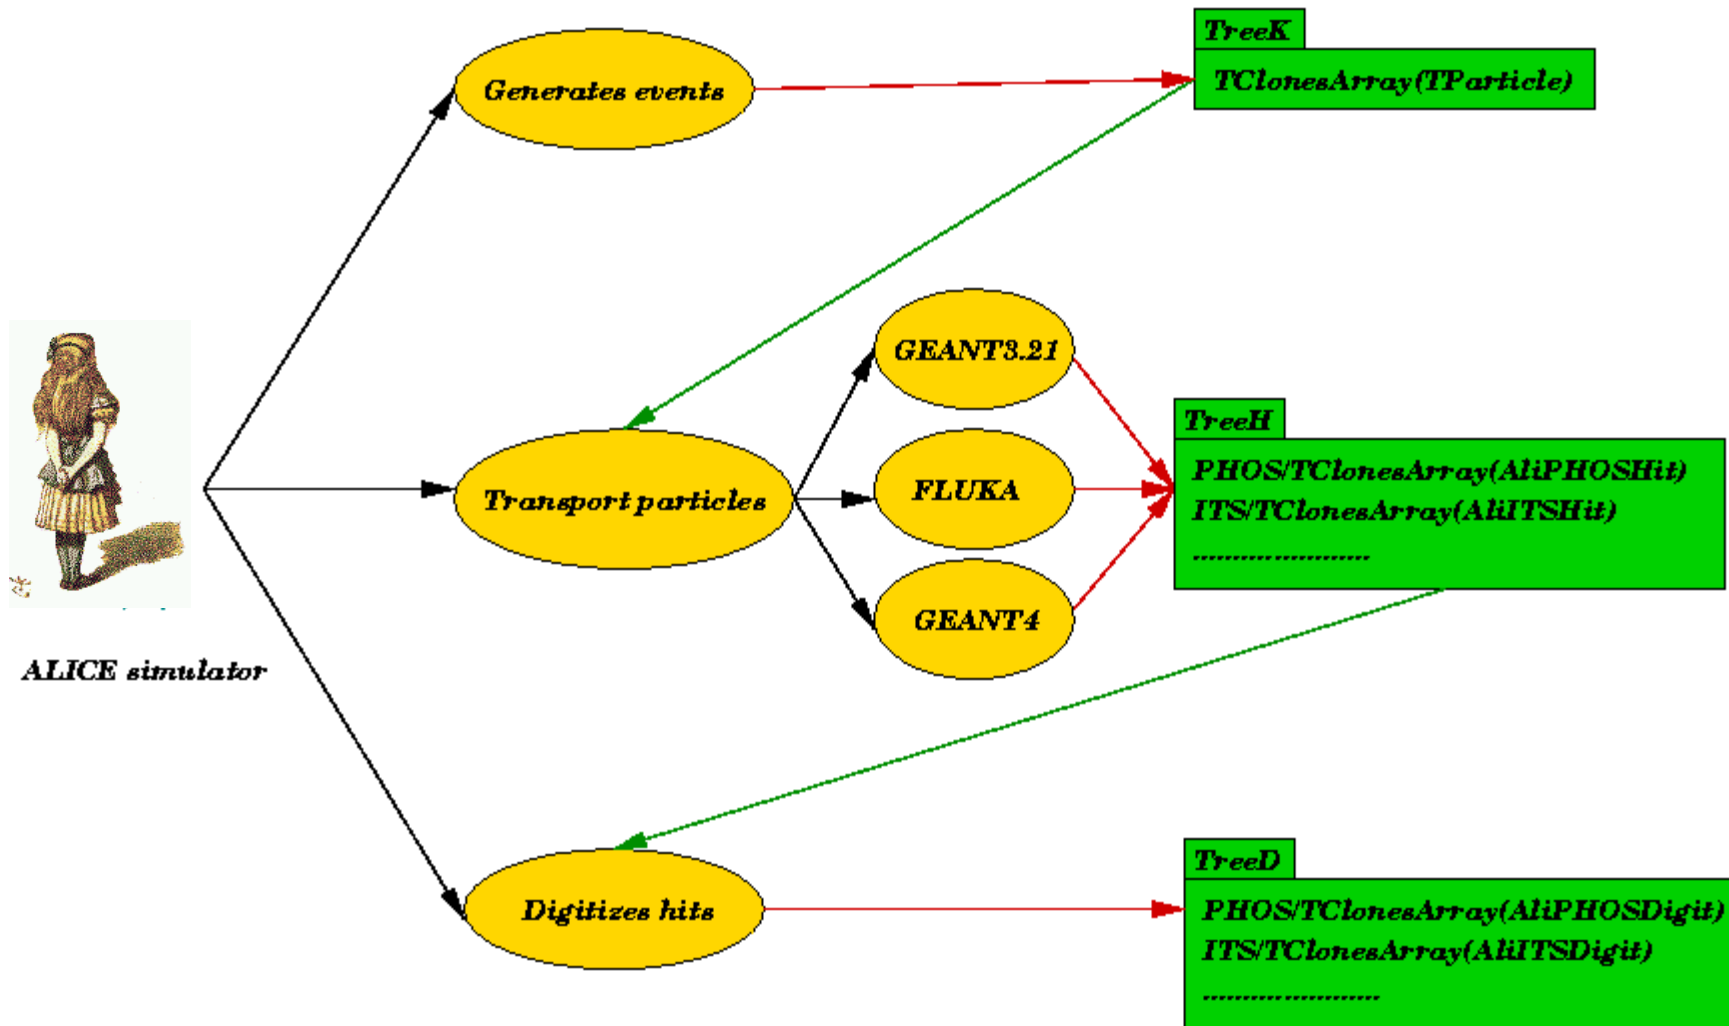 TreeK
Generates events
TClonesArray(TParticle)
GEANT3.21
TreeH
PHOS/TClonesArray(AliPHOSHit)
Transport particles
FLUKA
ITS/TClonesArray(AliITSHit)
......................
GEANT4
ALICE simulator
TreeD
Digitizes hits
PHOS/TClonesArray(AliPHOSDigit)
ITS/TClonesArray(AliITSDigit)
......................